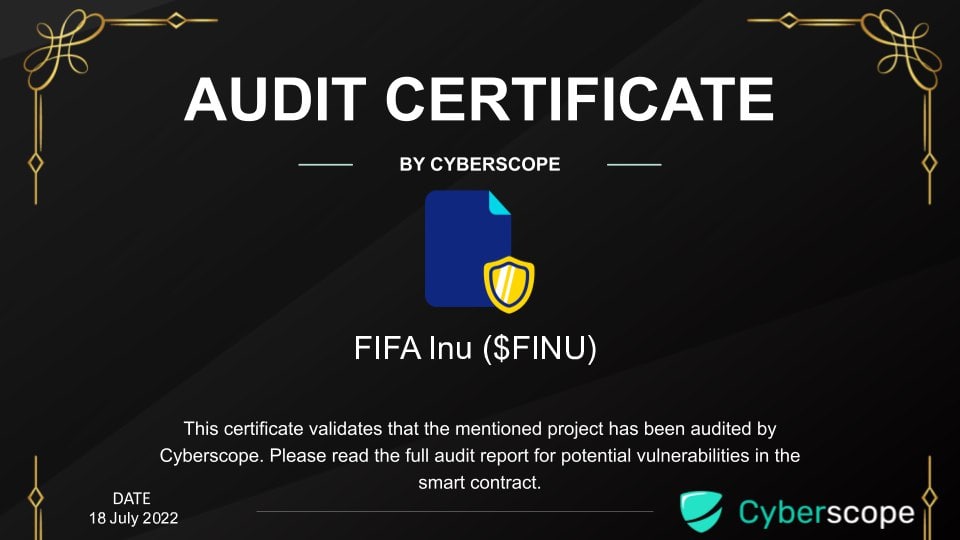 AUDIT CERTIFICATE
BY CYBERSCOPE
FIFA Inu ($FINU)
This certificate validates that the mentioned project has been audited by
Cyberscope. Please read the full audit report for potential vulnerabilities in the
smart contract.
DATE
18 July 2022
Cyberscope